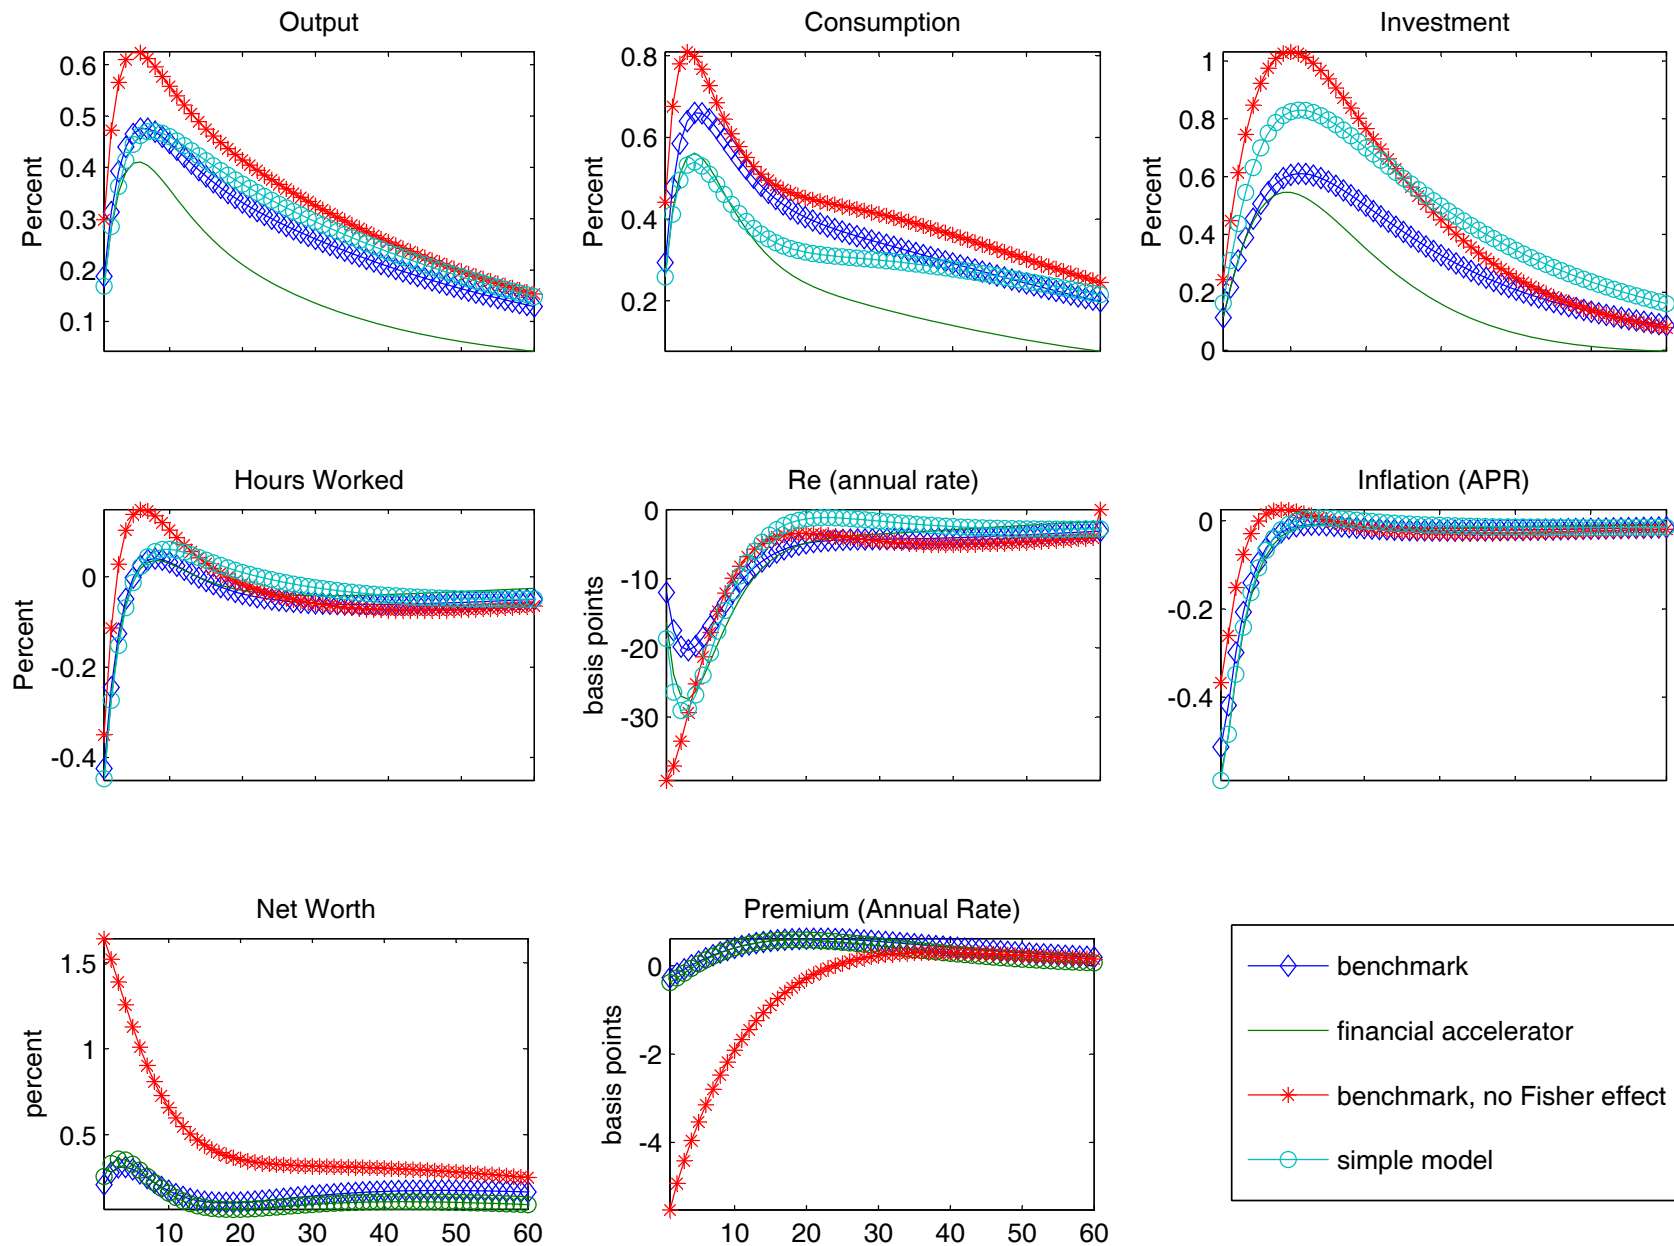 Output
Consumption
Investment
Percent
0.6
0.5
0.4
0.3
0.2
0.1
Percent
0.8
0.6
0.4
0.2
Percent
1
0.8
0.6
0.4
0.2
0
Hours Worked
Re (annual rate)
Inflation (APR)
Percent
0
-0.2
-0.4
basis points
0
-10
-20
-30
0
-0.2
-0.4
Net Worth
Premium (Annual Rate)
percent
1.5
1
0.5
10 20 30 40 50 60
basis points
0
-2
-4
10 20 30 40 50 60
benchmark
financial accelerator
benchmark, no Fisher effect
simple model